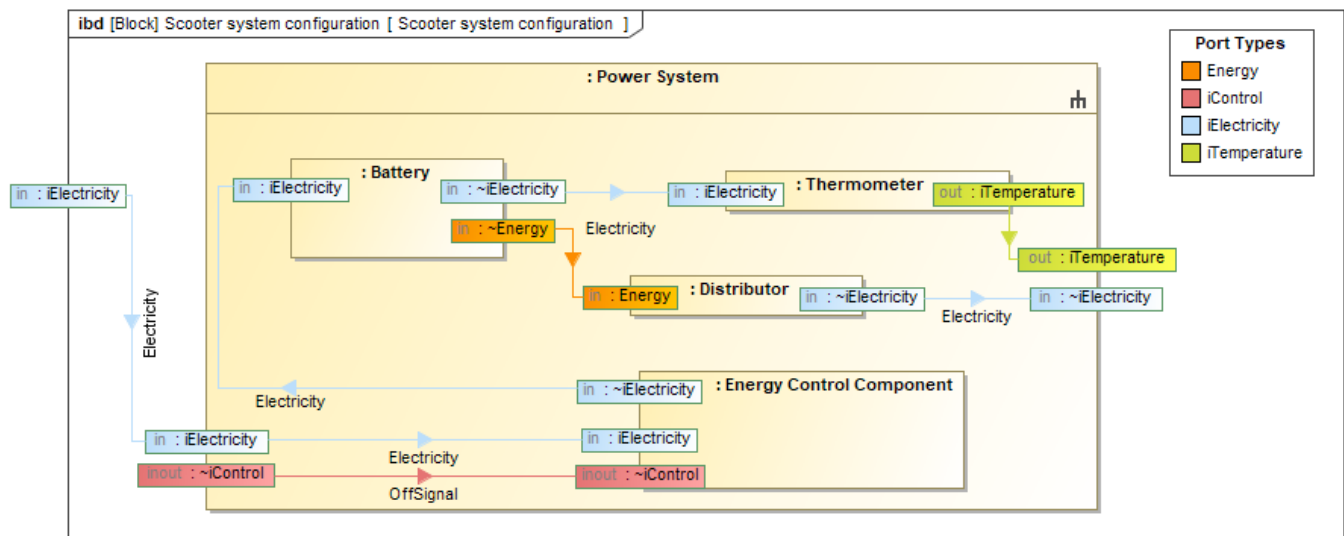 ibd [Block] Scooter system configuration [ Scooter system configuration ]
Port Types
Energy
iControl
iElectricity
iTemperature
: Power System
: Battery
in : iElectricity
in : iElectricity
in : ~iElectricity
in : iElectricity
: Thermometer
out : iTemperature
in : ~Energy
Electricity
out : iTemperature
in : Energy
: Distributor
in : ~iElectricity
Electricity
in : ~iElectricity
Electricity
in : ~iElectricity
: Energy Control Component
Electricity
in : iElectricity
in : iElectricity
Electricity
inout : ~iControl
inout : ~iControl
OffSignal